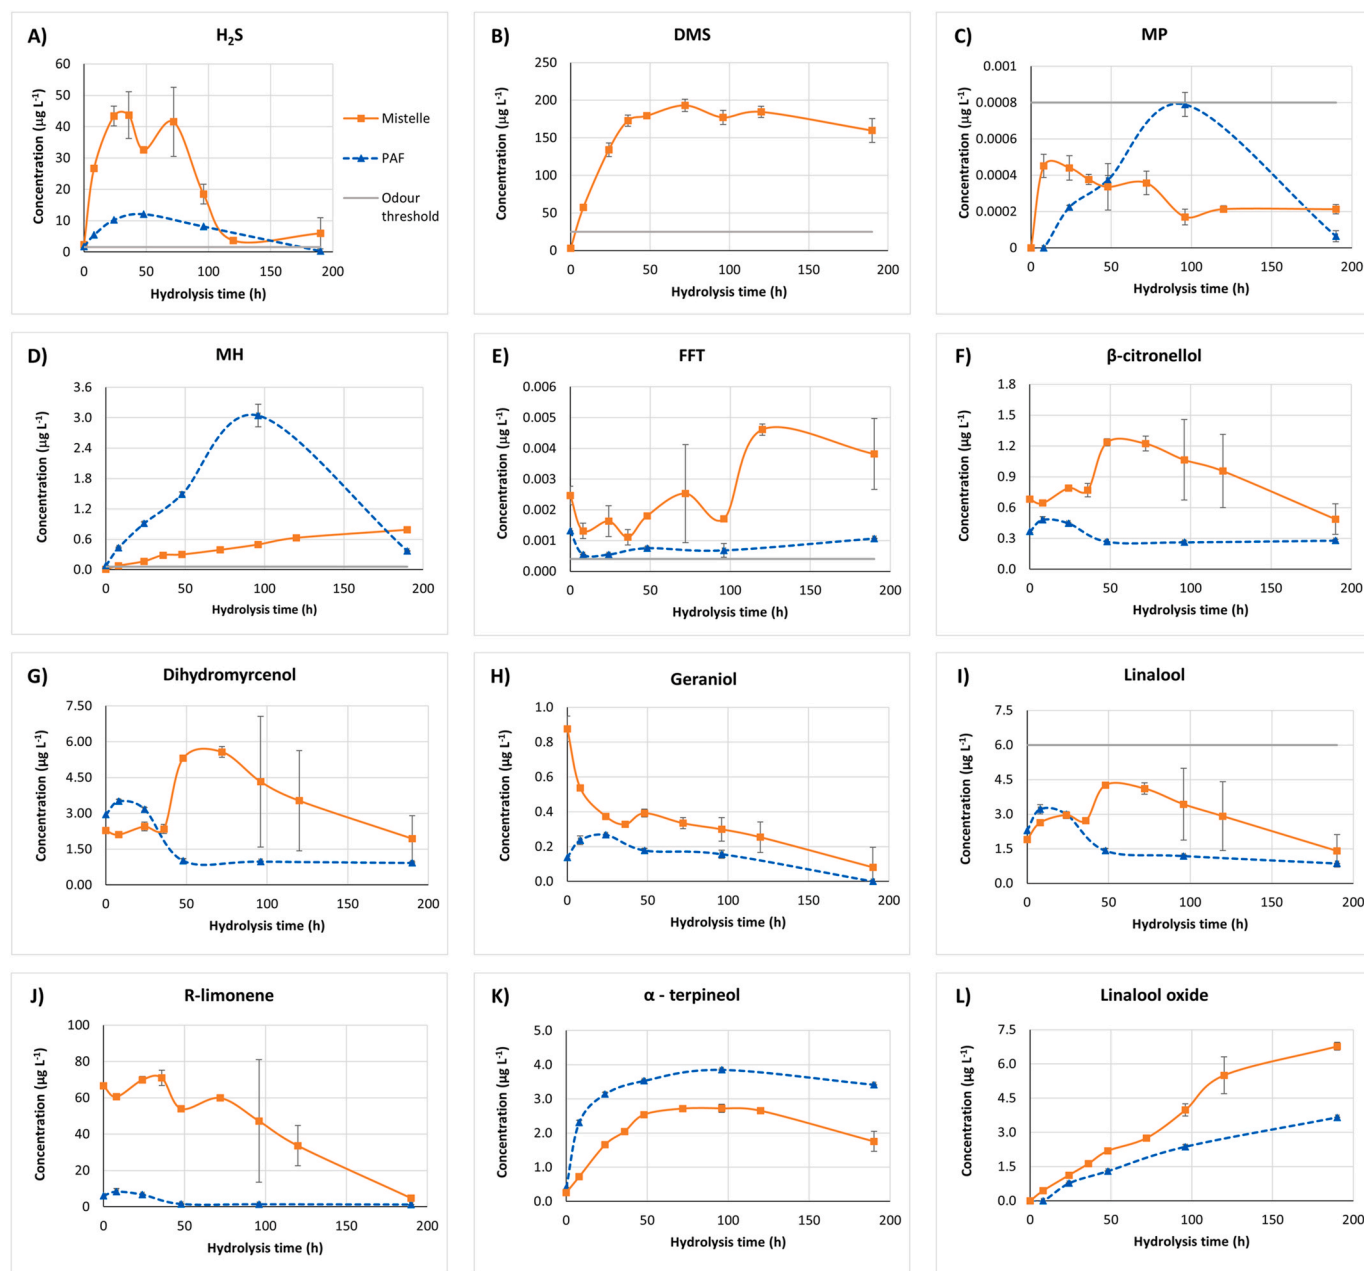 A)
H₂S
Concentration (µg L⁻¹)
60
50
40
30
20
10
0
0 50 100 150 200
Hydrolysis time (h)
Mistelle
PAF
Odour
threshold
B)
DMS
Concentration (µg L⁻¹)
250
200
150
100
50
0
0 50 100 150 200
Hydrolysis time (h)
C)
MP
Concentration (µg L⁻¹)
0.001
0.0008
0.0006
0.0004
0.0002
0
0 50 100 150 200
Hydrolysis time (h)
D)
MH
Concentration (µg L⁻¹)
3.6
3.0
2.4
1.8
1.2
0.6
0.0
0 50 100 150 200
Hydrolysis time (h)
E)
FFT
Concentration (µg L⁻¹)
0.006
0.005
0.004
0.003
0.002
0.001
0.000
0 50 100 150 200
Hydrolysis time (h)
F)
β-citronellol
Concentration (µg L⁻¹)
1.8
1.5
1.2
0.9
0.6
0.3
0.0
0 50 100 150 200
Hydrolysis time (h)
G)
Dihydromyrcenol
Concentration (µg L⁻¹)
7.50
6.00
4.50
3.00
1.50
0.00
0 50 100 150 200
Hydrolysis time (h)
H)
Geraniol
Concentration (µg L⁻¹)
1.0
0.8
0.6
0.4
0.2
0.0
0 50 100 150 200
Hydrolysis time (h)
I)
Linalool
Concentration (µg L⁻¹)
7.5
6.0
4.5
3.0
1.5
0.0
0 50 100 150 200
Hydrolysis time (h)
J)
R-limonene
Concentration (µg L⁻¹)
100
80
60
40
20
0
0 50 100 150 200
Hydrolysis time (h)
K)
α - terpineol
Concentration (µg L⁻¹)
5.0
4.0
3.0
2.0
1.0
0.0
0 50 100 150 200
Hydrolysis time (h)
L)
Linalool oxide
Concentration (µg L⁻¹)
7.5
6.0
4.5
3.0
1.5
0.0
0 50 100 150 200
Hydrolysis time (h)